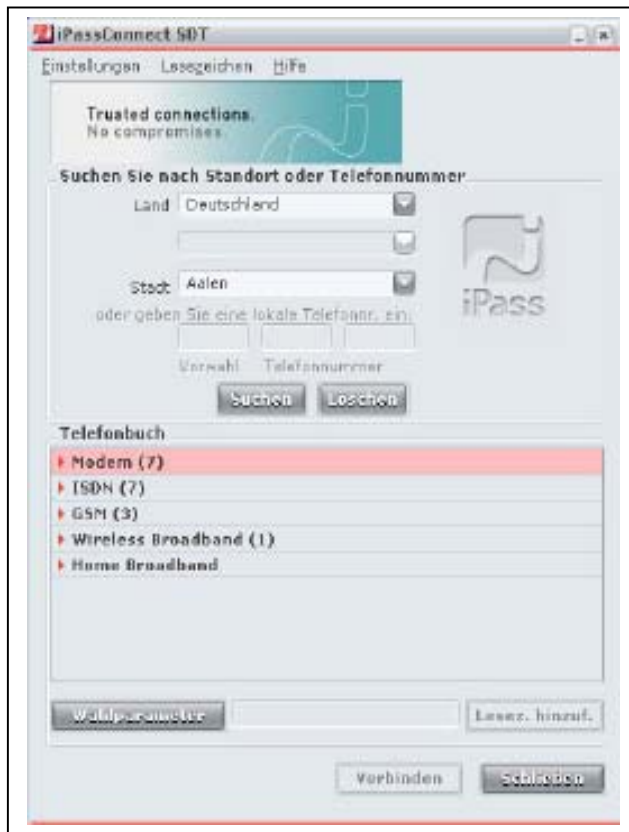 iPassConnect SDT
Einstellungen Lesezeichen Hilfe
Trusted connections.
No compromises.
Suchen Sie nach Standort oder Telefonnummer
Land Deutschland
Stadt Aalen
iPass
oder geben Sie eine lokale Telefonnr. ein:
Vorwahl Telefonnummer
Suchen Löschen
Telefonbuch
Modem (7)
ISDN (7)
GSM (3)
Wireless Broadband (1)
Home Broadband
Wählparameter Lesez. hinzuf.
Verbinden Schließen